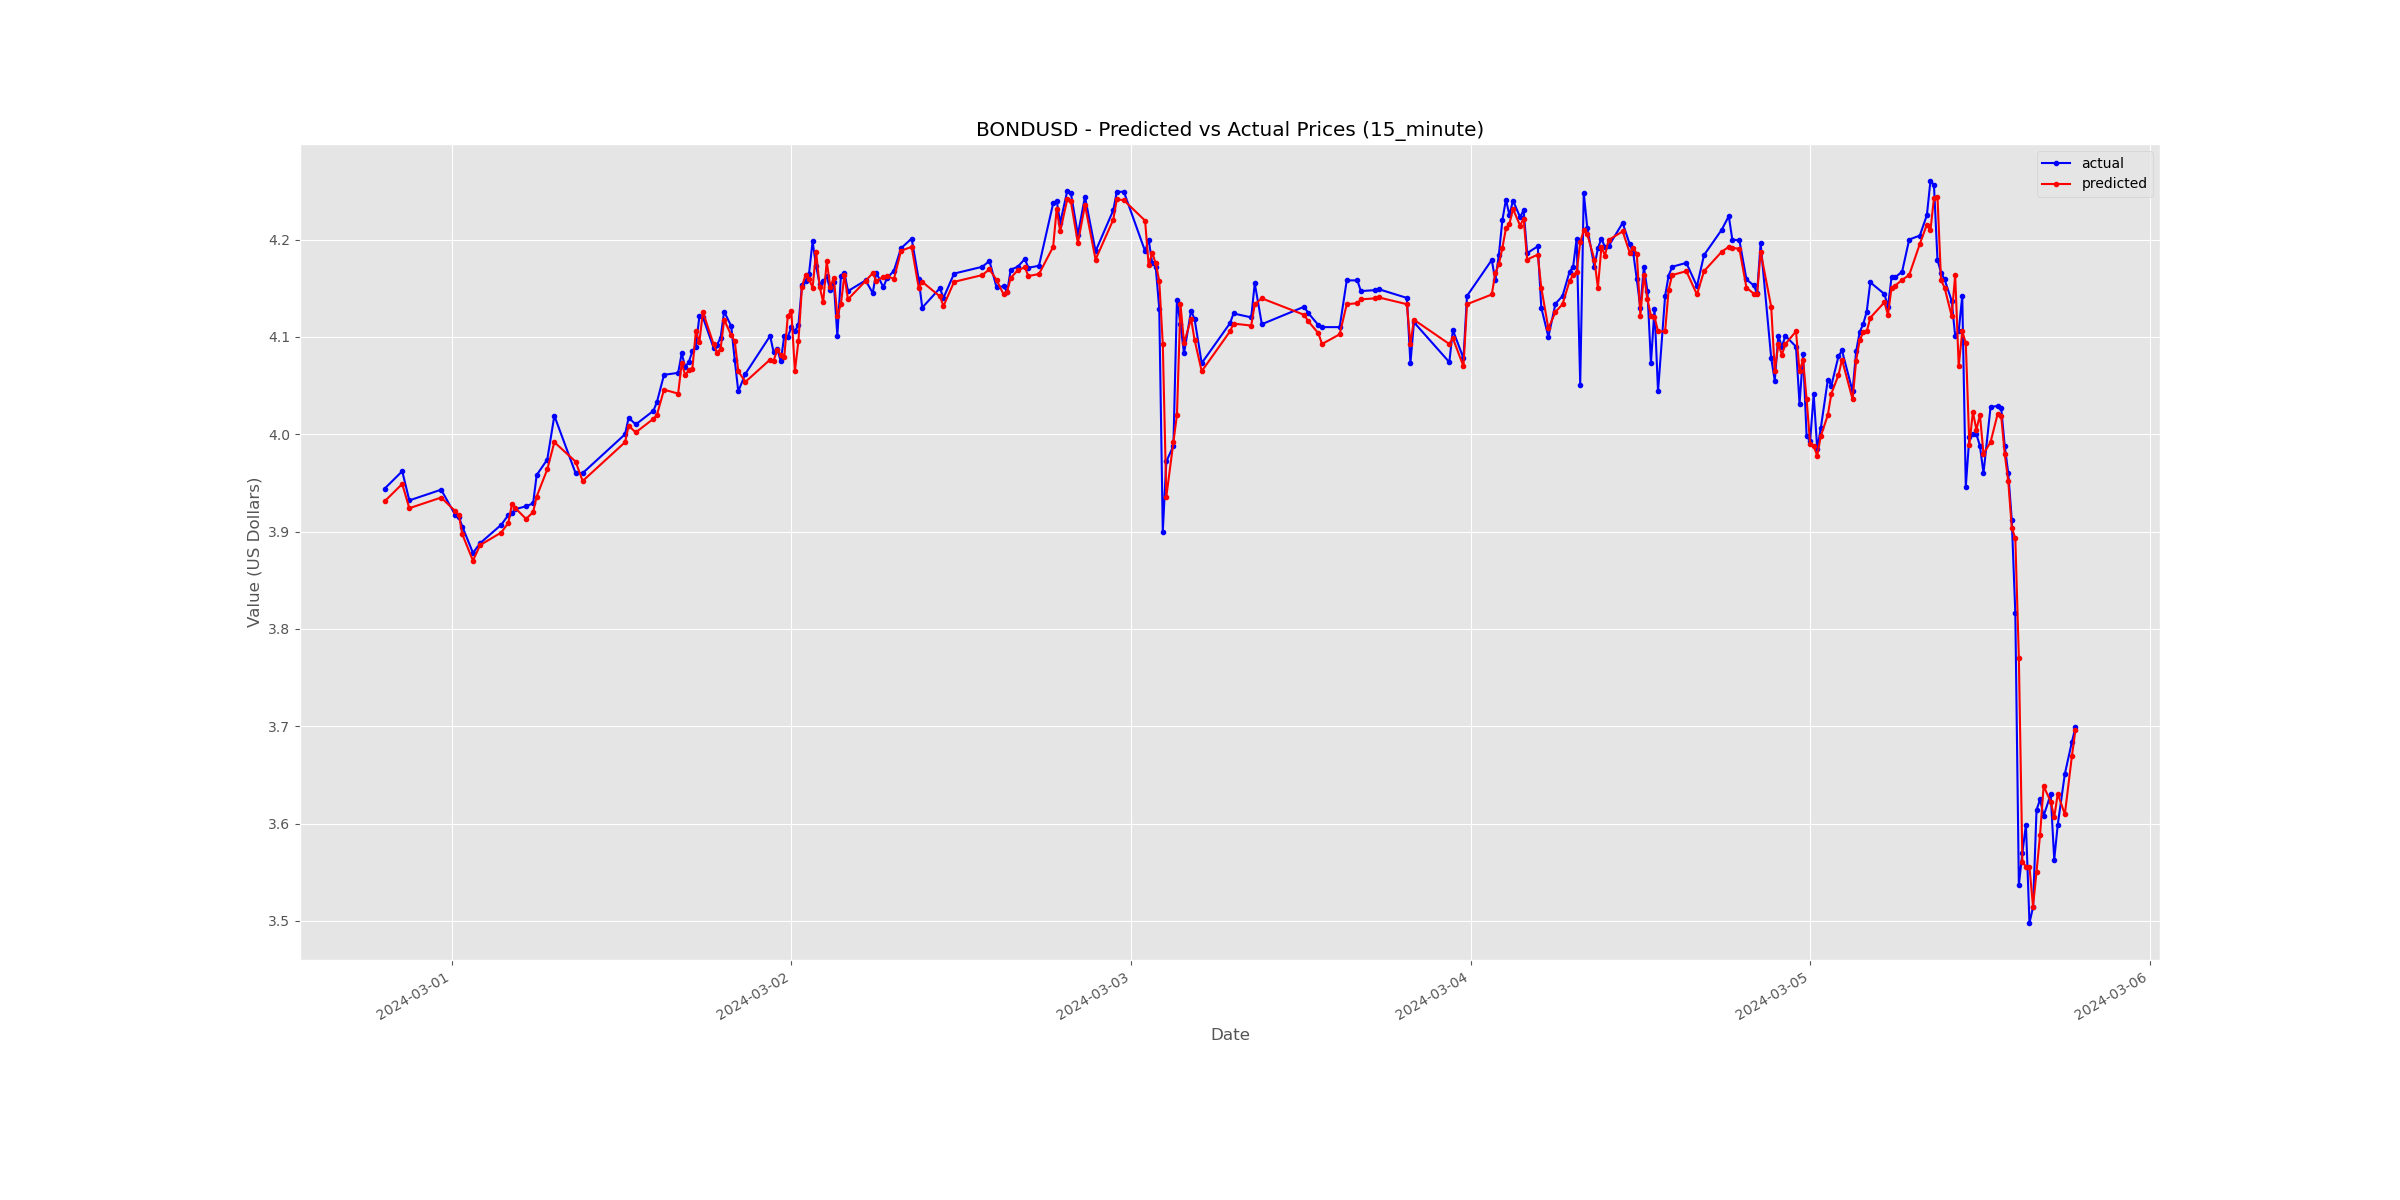 BONDUSD - Predicted vs Actual Prices (15_minute)
actual
predicted
Value (US Dollars)
4.2
4.1
4.0
3.9
3.8
3.7
3.6
3.5
2024-03-01
2024-03-02
2024-03-03
2024-03-04
2024-03-05
2024-03-06
Date